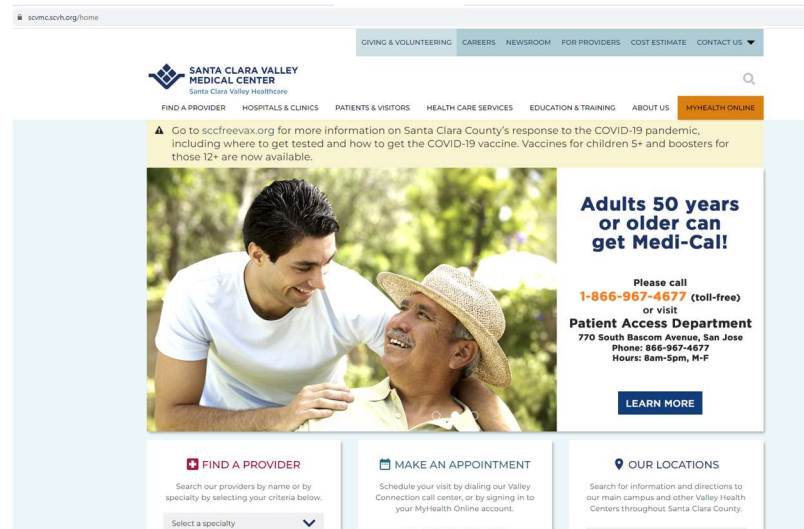 scvmc.scvh.org/home
GIVING & VOLUNTEERING CAREERS NEWSROOM FOR PROVIDERS COST ESTIMATE CONTACT US
SANTA CLARA VALLEY
MEDICAL CENTER
Santa Clara Valley Healthcare
FIND A PROVIDER HOSPITALS & CLINICS PATIENTS & VISITORS HEALTH CARE SERVICES EDUCATION & TRAINING ABOUT US MYHEALTH ONLINE
Go to sccfreevax.org for more information on Santa Clara County's response to the COVID-19 pandemic,
including where to get tested and how to get the COVID-19 vaccine. Vaccines for children 5+ and boosters for
those 12+ are now available.
Adults 50 years
or older can
get Medi-Cal!
Please call
1-866-967-4677 (toll-free)
or visit
Patient Access Department
770 South Bascom Avenue, San Jose
Phone: 866-967-4677
Hours: 8am-5pm, M-F
LEARN MORE
FIND A PROVIDER
Search our providers by name or by
specialty by selecting your criteria below.
Select a specialty
MAKE AN APPOINTMENT
Schedule your visit by dialing our Valley
Connection call center, or by signing in to
your MyHealth Online account.
OUR LOCATIONS
Search for information and directions to
our main campus and other Valley Health
Centers throughout Santa Clara County.